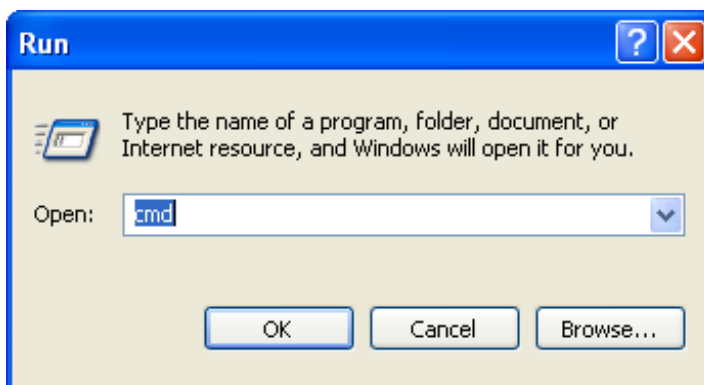 Run
Type the name of a program, folder, document, or
Internet resource, and Windows will open it for you.
Open: cmd
OK Cancel Browse...